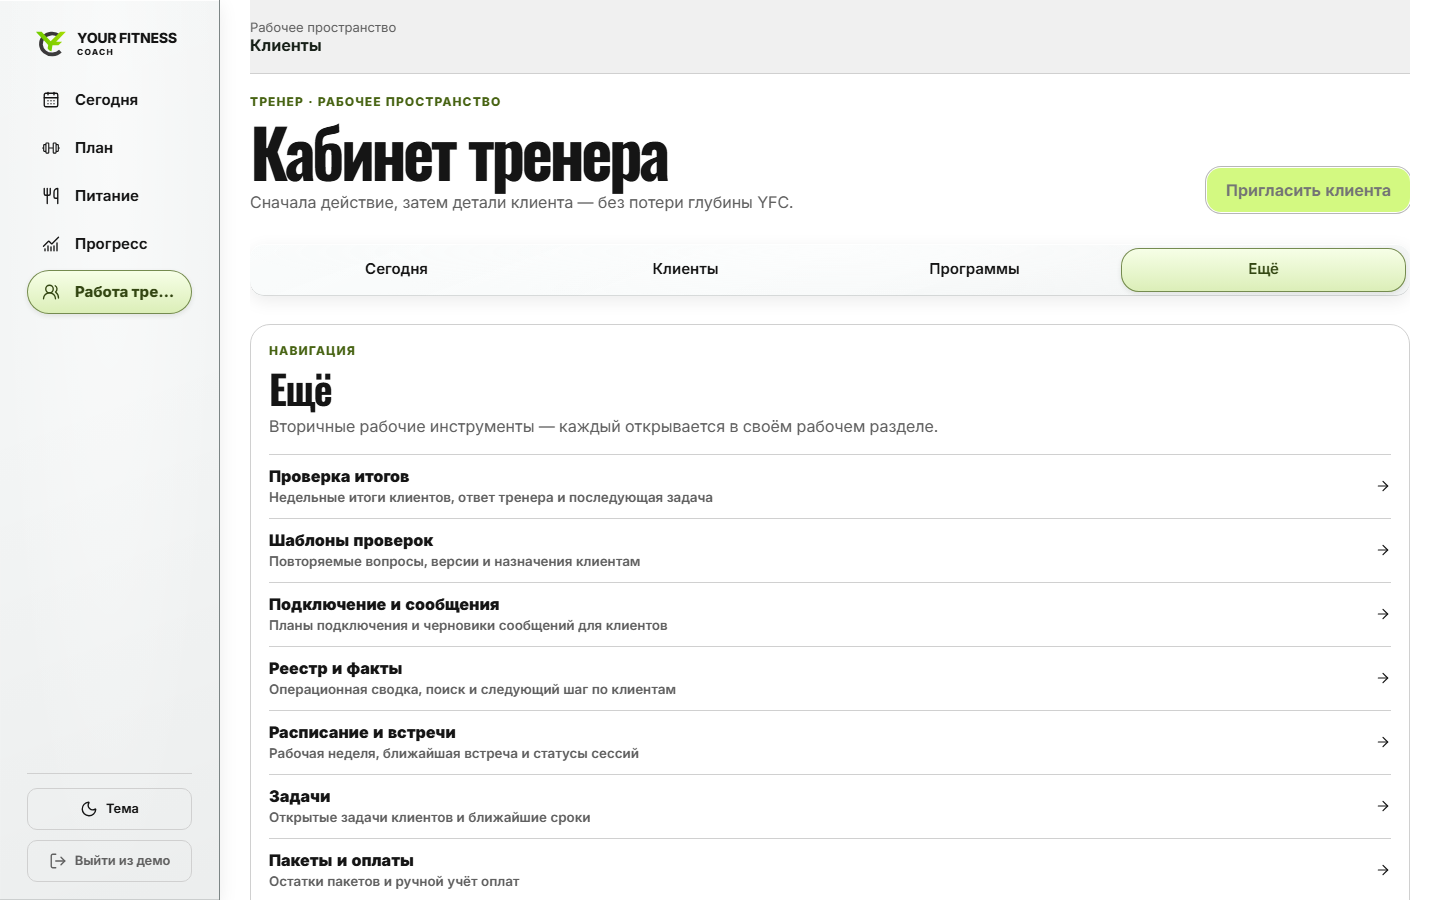 YOUR FITNESS
COACH
Сегодня
План
Питание
Прогресс
Работа тре...
Тема
Выйти из демо
Рабочее пространство
Клиенты
ТРЕНЕР · РАБОЧЕЕ ПРОСТРАНСТВО
Кабинет тренера
Сначала действие, затем детали клиента — без потери глубины YFC.
Пригласить клиента
Сегодня
Клиенты
Программы
Ещё
НАВИГАЦИЯ
Ещё
Вторичные рабочие инструменты — каждый открывается в своём рабочем разделе.
Проверка итогов
Недельные итоги клиентов, ответ тренера и последующая задача
Шаблоны проверок
Повторяемые вопросы, версии и назначения клиентам
Подключение и сообщения
Планы подключения и черновики сообщений для клиентов
Реестр и факты
Операционная сводка, поиск и следующий шаг по клиентам
Расписание и встречи
Рабочая неделя, ближайшая встреча и статусы сессий
Задачи
Открытые задачи клиентов и ближайшие сроки
Пакеты и оплаты
Остатки пакетов и ручной учёт оплат